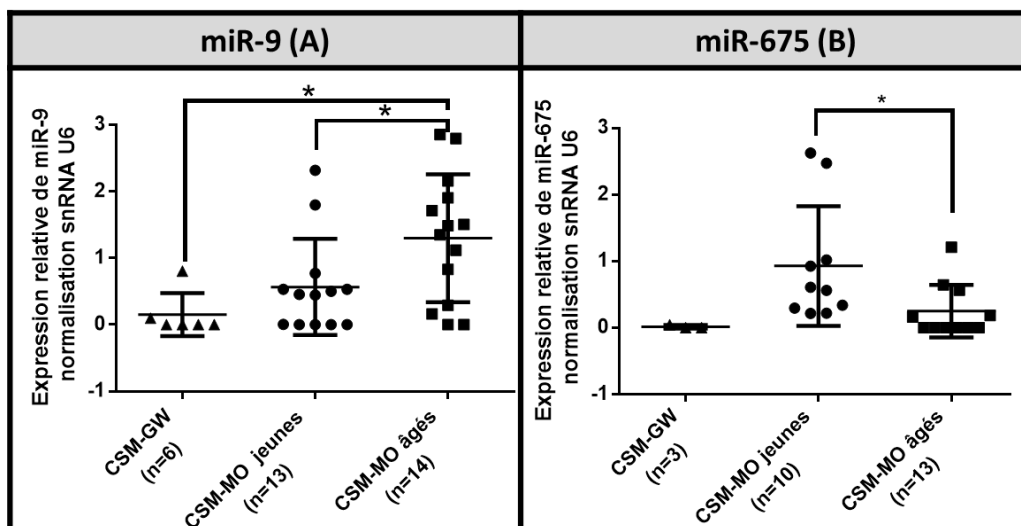 miR-9 (A)
Expression relative de miR-9
normalisation snRNA U6
3
2
1
0
-1
*
*
CSM-GW
(n=6)
CSM-MO jeunes
(n=13)
CSM-MO âgés
(n=14)
miR-675 (B)
Expression relative de miR-675
normalisation snRNA U6
3
2
1
0
-1
*
CSM-GW
(n=3)
CSM-MO jeunes
(n=10)
CSM-MO âgés
(n=13)